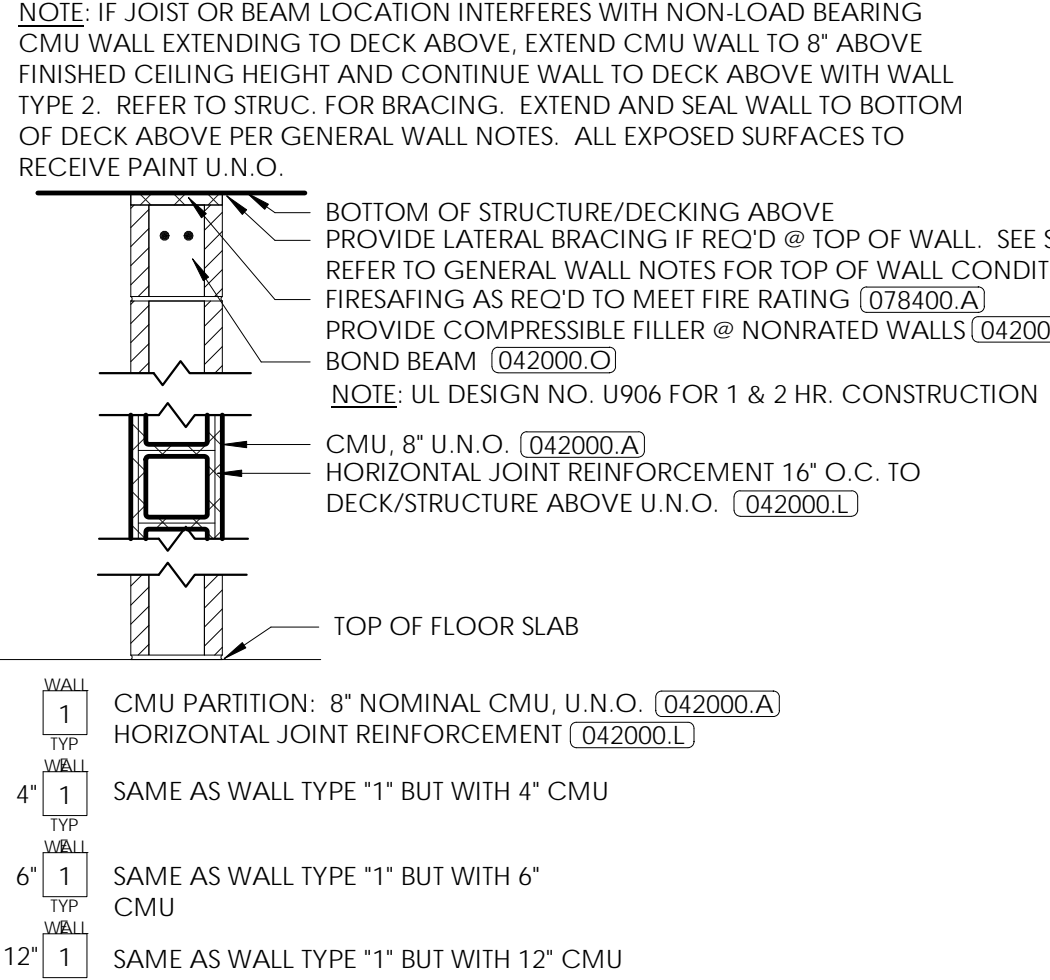 NOTE: IF JOIST OR BEAM LOCATION INTERFERES WITH NON-LOAD BEARING
CMU WALL EXTENDING TO DECK ABOVE, EXTEND CMU WALL TO 8" ABOVE
FINISHED CEILING HEIGHT AND CONTINUE WALL TO DECK ABOVE WITH WALL
TYPE 2. REFER TO STRUC. FOR BRACING. EXTEND AND SEAL WALL TO BOTTOM
OF DECK ABOVE PER GENERAL WALL NOTES. ALL EXPOSED SURFACES TO
RECEIVE PAINT U.N.O.
BOTTOM OF STRUCTURE/DECKING ABOVE
PROVIDE LATERAL BRACING IF REQ'D @ TOP OF WALL. SEE
REFER TO GENERAL WALL NOTES FOR TOP OF WALL
FIRESAFING AS REQ'D TO MEET FIRE RATING 078400.A
PROVIDE COMPRESSIBLE FILLER @ NONRATED WALLS
BOND BEAM 042000.O
NOTE: UL DESIGN NO. U906 FOR 1 & 2 HR. CONSTRUCTION
CMU, 8" U.N.O. 042000.A
HORIZONTAL JOINT REINFORCEMENT 16" O.C. TO
DECK/STRUCTURE ABOVE U.N.O. 042000.L
TOP OF FLOOR SLAB
WALL
1
TYP
E
CMU PARTITION: 8" NOMINAL CMU, U.N.O. 042000.A
HORIZONTAL JOINT REINFORCEMENT 042000.L
WALL
4" 1
TYP
E
SAME AS WALL TYPE "1" BUT WITH 4" CMU
WALL
6" 1
TYP
E
SAME AS WALL TYPE "1" BUT WITH 6"
CMU
WALL
12" 1
SAME AS WALL TYPE "1" BUT WITH 12" CMU